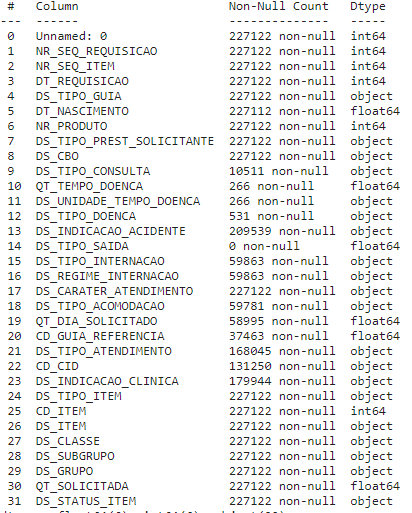 #   Column   Non-Null Count   Dtype
---  ------   --------------   -----
0   Unnamed: 0   227122 non-null   int64
1   NR_SEQ_REQUISICAO   227122 non-null   int64
2   NR_SEQ_ITEM   227122 non-null   int64
3   DT_REQUISICAO   227122 non-null   int64
4   DS_TIPO_GUIA   227122 non-null   object
5   DT_NASCIMENTO   227112 non-null   float64
6   NR_PRODUTO   227122 non-null   int64
7   DS_TIPO_PREST_SOLICITANTE   227122 non-null   object
8   DS_CBO   227122 non-null   object
9   DS_TIPO_CONSULTA   10511 non-null   object
10   QT_TEMPO_DOENCA   266 non-null   float64
11   DS_UNIDADE_TEMPO_DOENCA   266 non-null   object
12   DS_TIPO_DOENCA   531 non-null   object
13   DS_INDICACAO_ACIDENTE   209539 non-null   object
14   DS_TIPO_SAIDA   0 non-null   float64
15   DS_TIPO_INTERNACAO   59863 non-null   object
16   DS_REGIME_INTERNACAO   59863 non-null   object
17   DS_CARATER_ATENDIMENTO   227122 non-null   object
18   DS_TIPO_ACOMODACAO   59781 non-null   object
19   QT_DIA_SOLICITADO   58995 non-null   float64
20   CD_GUIA_REFERENCIA   37463 non-null   float64
21   DS_TIPO_ATENDIMENTO   168045 non-null   object
22   CD_CID   131250 non-null   object
23   DS_INDICACAO_CLINICA   179944 non-null   object
24   DS_TIPO_ITEM   227122 non-null   object
25   CD_ITEM   227122 non-null   int64
26   DS_ITEM   227122 non-null   object
27   DS_CLASSE   227122 non-null   object
28   DS_SUBGRUPO   227122 non-null   object
29   DS_GRUPO   227122 non-null   object
30   QT_SOLICITADA   227122 non-null   float64
31   DS_STATUS_ITEM   227122 non-null   object